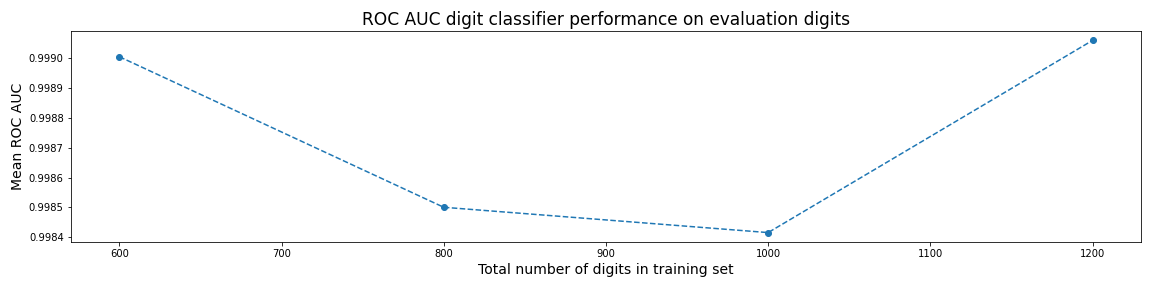 ROC AUC digit classifier performance on evaluation digits
Mean ROC AUC
0.9990
0.9989
0.9988
0.9987
0.9986
0.9985
0.9984
600 700 800 900 1000 1100 1200
Total number of digits in training set